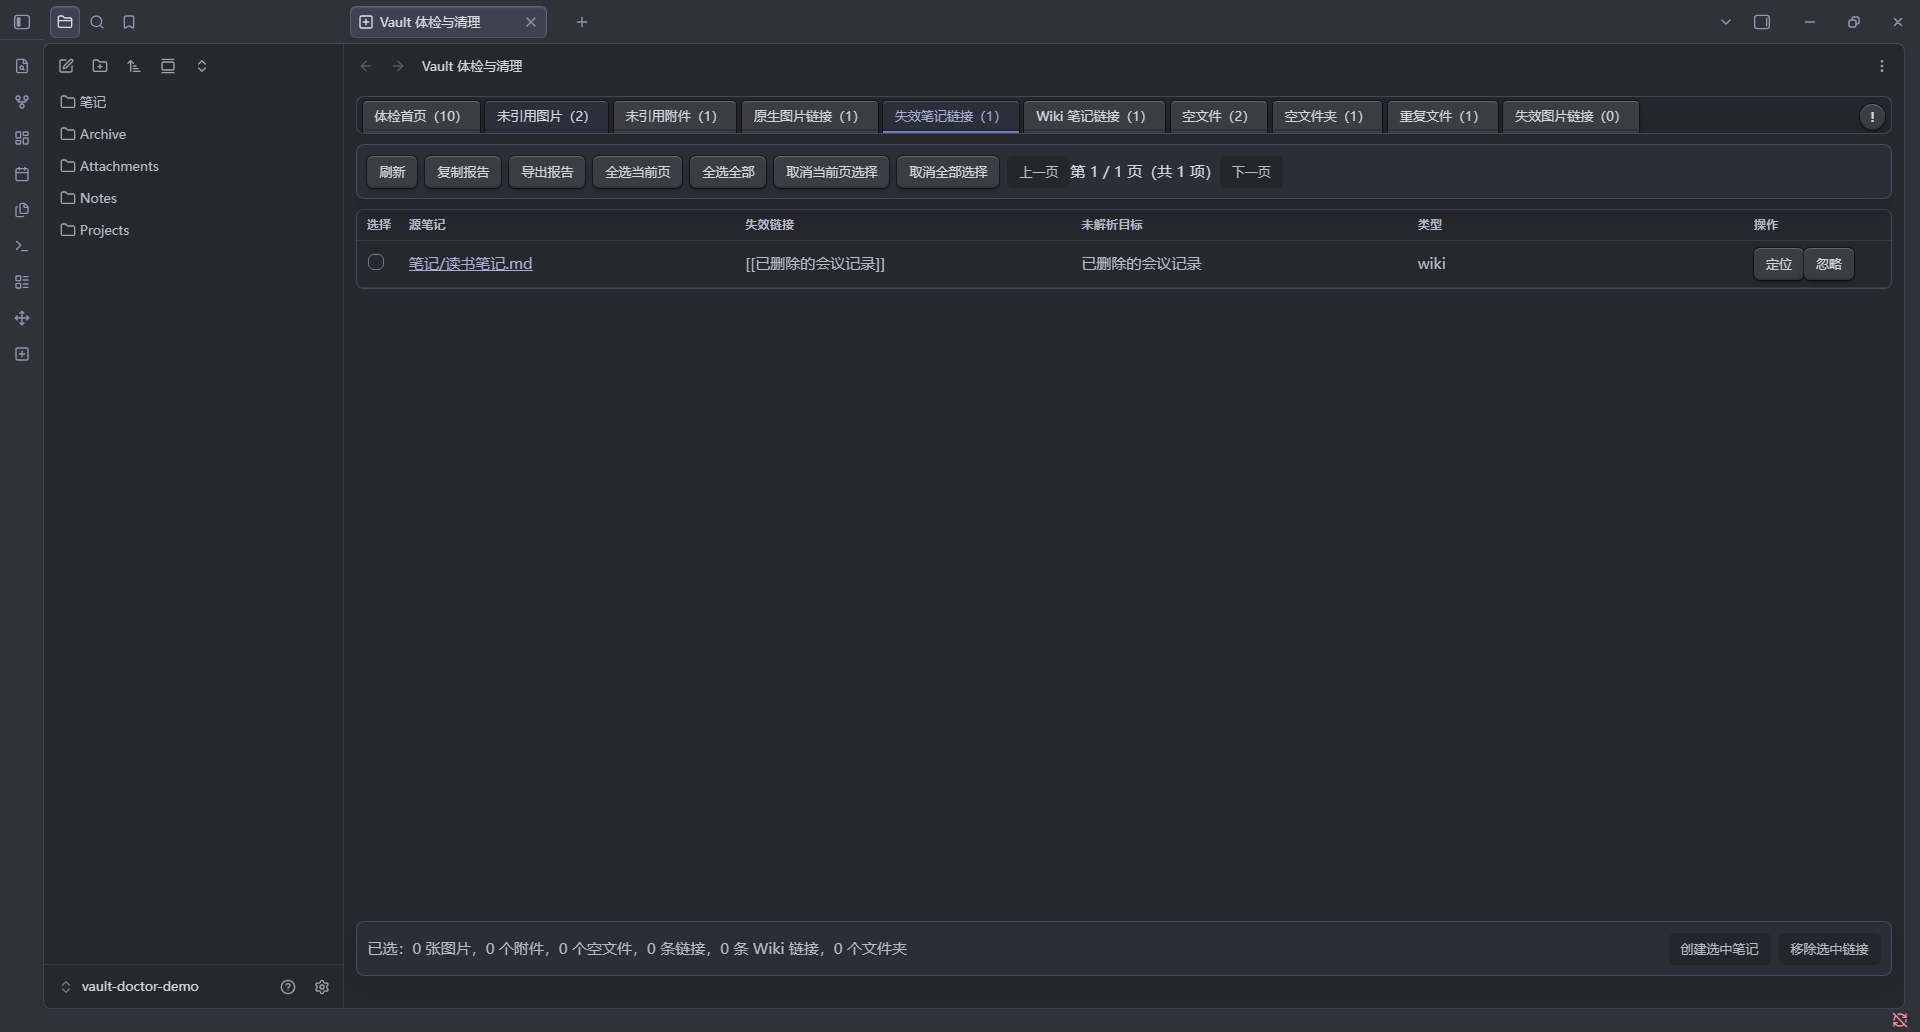 Vault 体检与清理
Vault 体检与清理
笔记
Archive
Attachments
Notes
Projects
体检首页（10） 未引用图片（2） 未引用附件（1） 原生图片链接（1） 失效笔记链接（1） Wiki 笔记链接（1） 空文件（2） 空文件夹（1） 重复文件（1） 失效图片链接（0） !
刷新 复制报告 导出报告 全选当前页 全选全部 取消当前页选择 取消全部选择 上一页 第 1 / 1 页（共 1 项） 下一页
选择 源笔记 失效链接 未解析目标 类型 操作
笔记/读书笔记.md [[已删除的会议记录]] 已删除的会议记录 wiki 定位 忽略
已选：0 张图片，0 个附件，0 个空文件，0 条链接，0 条 Wiki 链接，0 个文件夹 创建选中笔记 移除选中链接
vault-doctor-demo